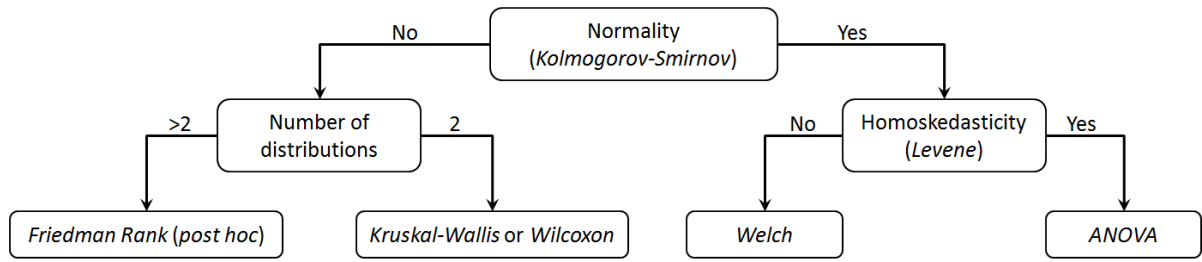 Normality
(Kolmogorov-Smirnov)
No
Yes
Number of
distributions
>2
2
Homoskedasticity
(Levene)
No
Yes
Friedman Rank (post hoc)
Kruskal-Wallis or Wilcoxon
Welch
ANOVA